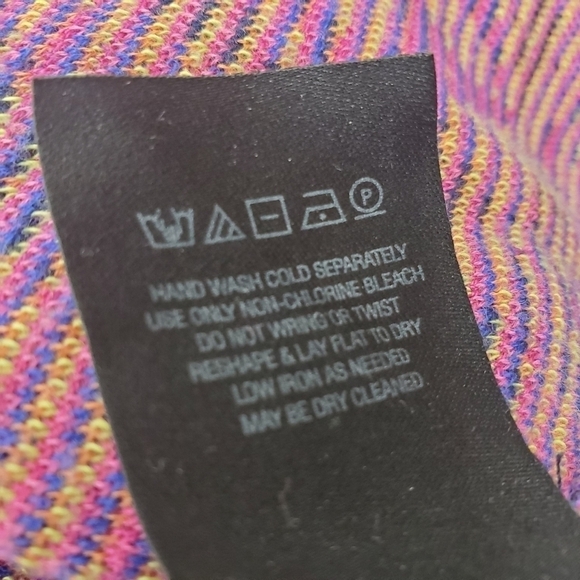 P
HAND WASH COLD SEPARATELY
USE ONLY NON-CHLORINE BLEACH
DO NOT WRING OR TWIST
RESHAPE & LAY FLAT TO DRY
LOW IRON AS NEEDED
MAY BE DRY CLEANED